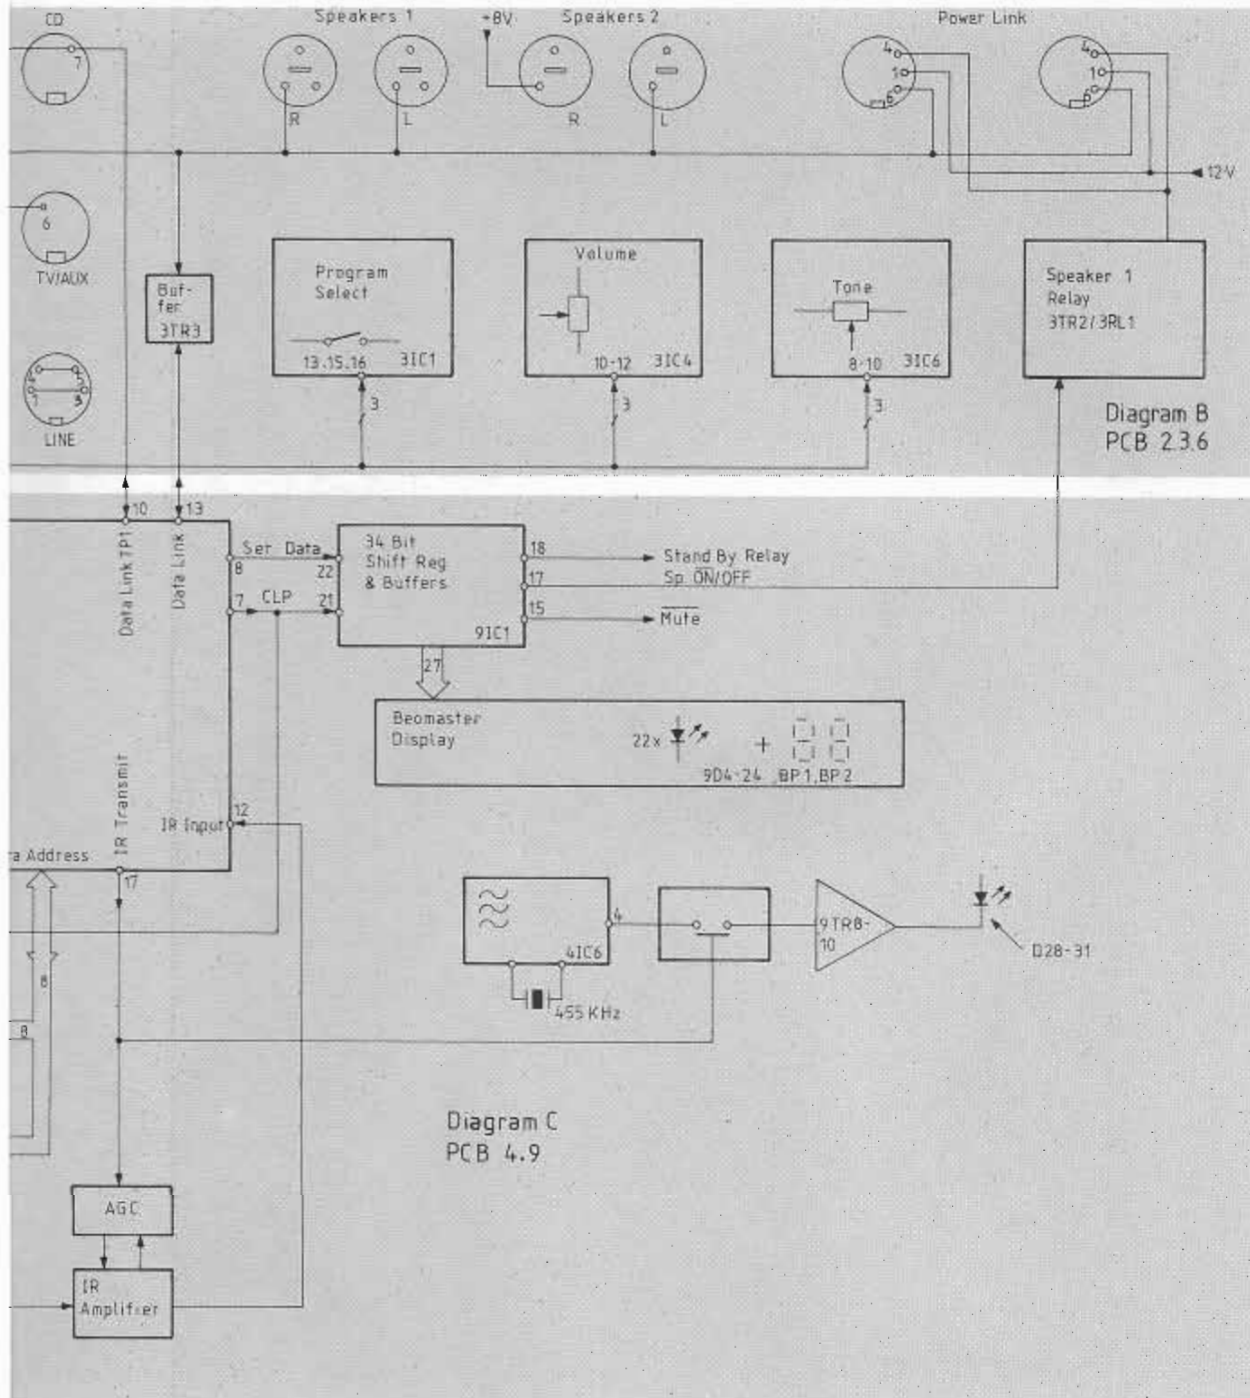 CD
Speakers 1
+8V
Speakers 2
Power Link
7
4
1
6
4
1
6
R
L
R
L
12V
6
TV/AUX
Buf-
fer
3TR3
Program
Select
13.15.16
3IC1
Volume
10-12
3IC4
Tone
8-10
3IC6
Speaker 1
Relay
3TR2/3RL1
1
LINE
3
3
3
Diagram B
PCB 2.3.6
10
13
Data Link TP1
Data Link
Ser Data
8
22
7
CLP
21
34 Bit
Shift Reg
& Buffers
9IC1
18
Stand By Relay
17
Sp. ON/OFF
15
Mute
27
Beomaster
Display
22x
+
9D4-24
BP1,BP2
IR Transmit
12
IR Input
Address
17
8
8
4IC6
4
455 KHz
9TR8-
10
D28-31
Diagram C
PCB 4.9
AGC
IR
Amplifier